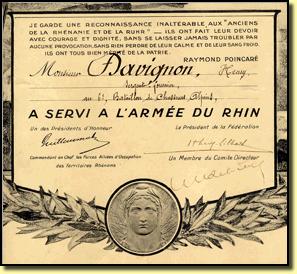 JE GARDE UNE RECONNAISSANCE INALTÉRABLE AUX "ANCIENS
DE LA RHÉNANIE ET DE LA RUHR" — ILS ONT FAIT LEUR DEVOIR
AVEC COURAGE ET DIGNITÉ, SANS SE LAISSER JAMAIS TROUBLER PAR
AUCUNE PROVOCATION, SANS RIEN PERDRE DE LEUR CALME ET DE LEUR SANG FROID.
ILS ONT TOUS BIEN MÉRITÉ DE LA PATRIE.
RAYMOND POINCARÉ
Monsieur Davignon, Henry
Sergent fourrier
au 6e Bataillon de Chasseurs Alpins,
A SERVI A L'ARMÉE DU RHIN
Un des Présidents d'Honneur
Le Président de la Fédération
Guillaumat
Commandant en Chef les Forces Alliées d'Occupation
des Territoires Rhénans
Un Membre du Comité Directeur